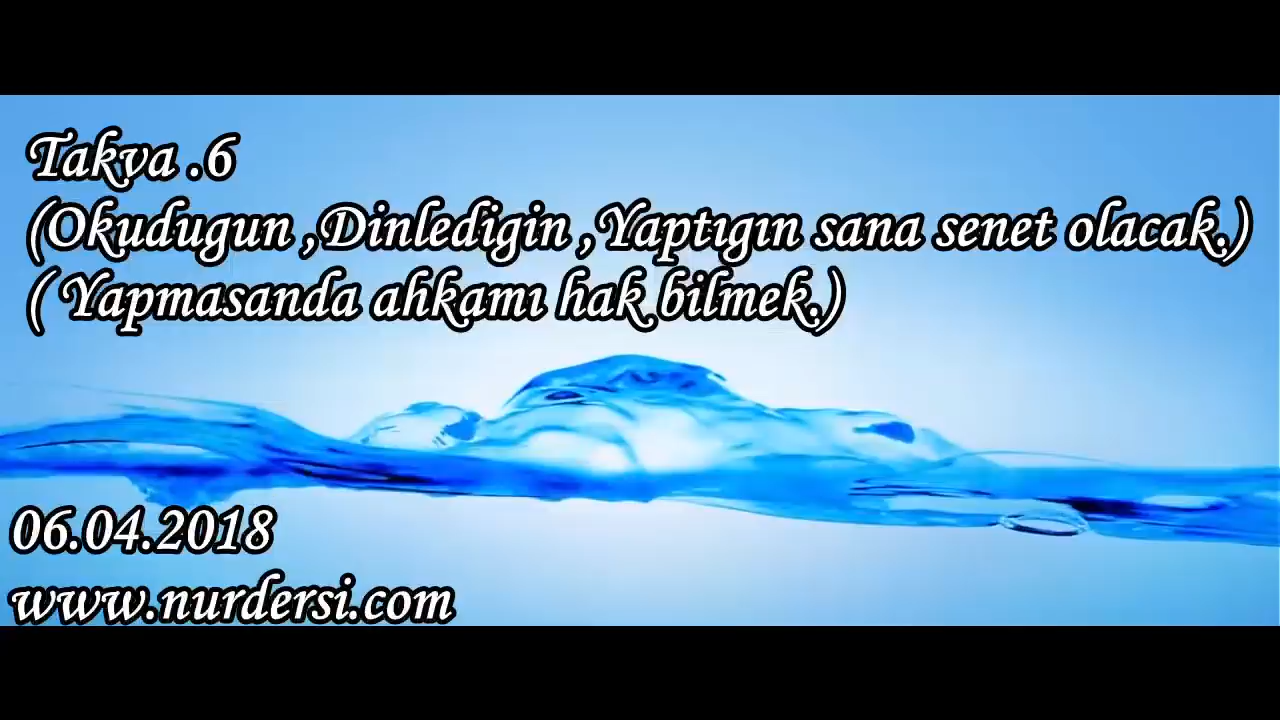 Takva .6
(Okudugun ,Dinledigin ,Yaptıgın sana senet olacak.)
( Yapmasanda ahkamı hak bilmek.)
06.04.2018
www.nurdersi.com